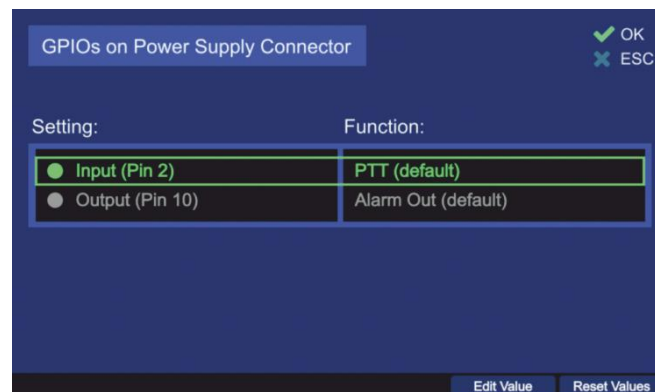 GPIOs on Power Supply Connector
OK
ESC
Setting:
Function:
Input (Pin 2)
PTT (default)
Output (Pin 10)
Alarm Out (default)
Edit Value
Reset Values